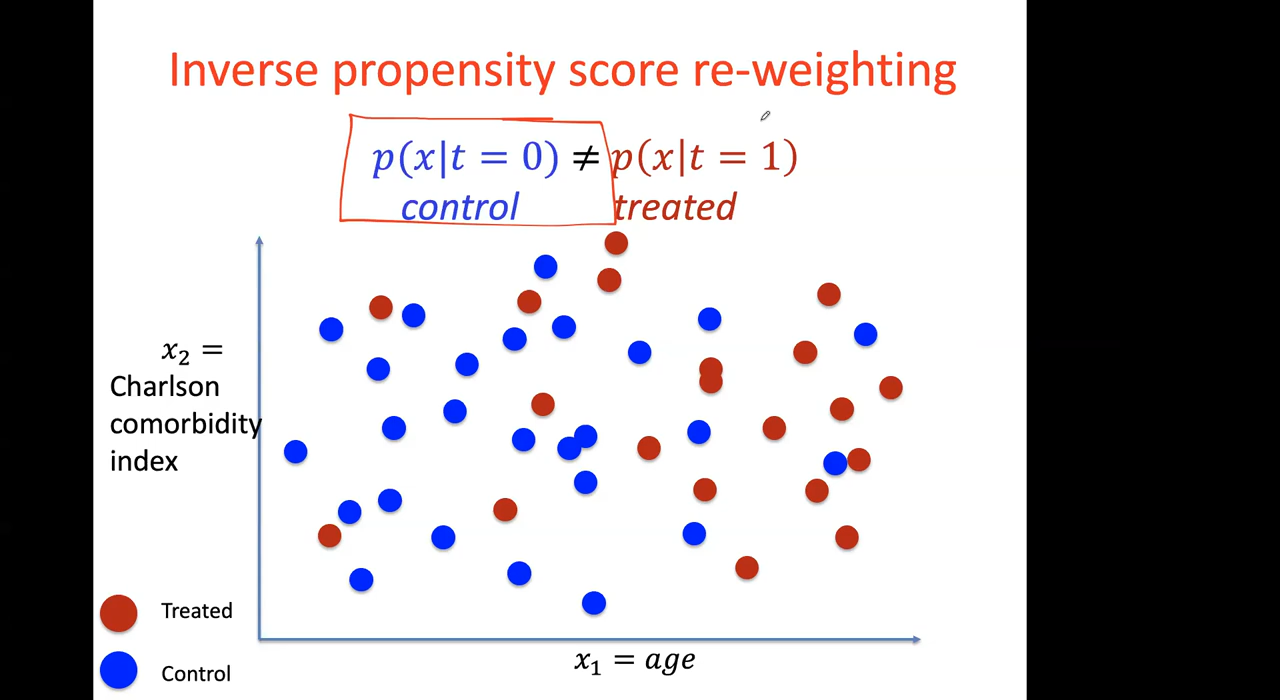 Inverse propensity score re-weighting
p(x|t = 0) ≠ p(x|t = 1)
control treated
x₂ =
Charlson
comorbidity
index
Treated
Control
x₁ = age